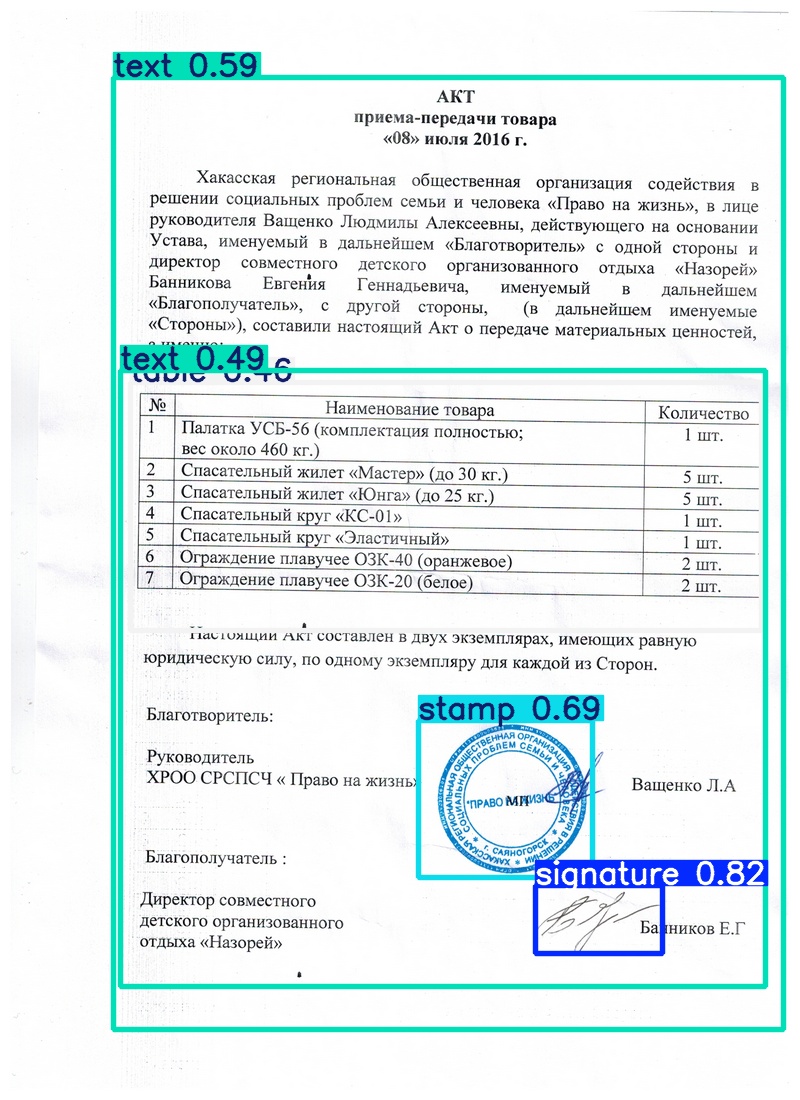 text 0.59
АКТ
приема-передачи товара
«08» июля 2016 г.
Хакасская региональная общественная организация содействия в
решении социальных проблем семьи и человека «Право на жизнь», в лице
руководителя Ващенко Людмилы Алексеевны, действующего на основании
Устава, именуемый в дальнейшем «Благотворитель» с одной стороны и
директор совместного детского организованного отдыха «Назорей»
Банникова Евгения Геннадьевича, именуемый в дальнейшем
«Благополучатель», с другой стороны, (в дальнейшем именуемые
«Стороны»), составили настоящий Акт о передаче материальных ценностей,
а именно:
text 0.49
table 0.46
№ Наименование товара Количество
1 Палатка УСБ-56 (комплектация полностью; 1 шт.
вес около 460 кг.)
2 Спасательный жилет «Мастер» (до 30 кг.) 5 шт.
3 Спасательный жилет «Юнга» (до 25 кг.) 5 шт.
4 Спасательный круг «КС-01» 1 шт.
5 Спасательный круг «Эластичный» 1 шт.
6 Ограждение плавучее ОЗК-40 (оранжевое) 2 шт.
7 Ограждение плавучее ОЗК-20 (белое) 2 шт.
Настоящий Акт составлен в двух экземплярах, имеющих равную
юридическую силу, по одному экземпляру для каждой из Сторон.
Благотворитель:
stamp 0.69
Руководитель
ХРОО СРСПСЧ « Право на жизнь» Ващенко Л.А
ХАКАССКАЯ РЕГИОНАЛЬНАЯ ОБЩЕСТВЕННАЯ ОРГАНИЗАЦИЯ СОДЕЙСТВИЯ В РЕШЕНИИ
СОЦИАЛЬНЫХ ПРОБЛЕМ СЕМЬИ И ЧЕЛОВЕКА
"ПРАВО НА ЖИЗНЬ"
МП
г. САЯНОГОРСК
Благополучатель :
signature 0.82
Директор совместного
детского организованного Банников Е.Г
отдыха «Назорей»